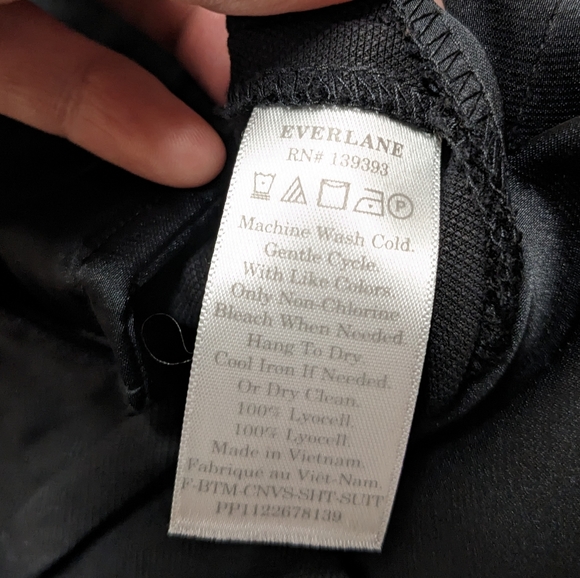 EVERLANE
RN# 139393
P
Machine Wash Cold.
Gentle Cycle.
With Like Colors.
Only Non-Chlorine
Bleach When Needed.
Hang To Dry.
Cool Iron If Needed.
Or Dry Clean.
100% Lyocell.
100% Lyocell.
Made in Vietnam.
Fabriqué au Viêt-Nam.
F-BTM-CNVS-SHT-SUIT
PP1122678139